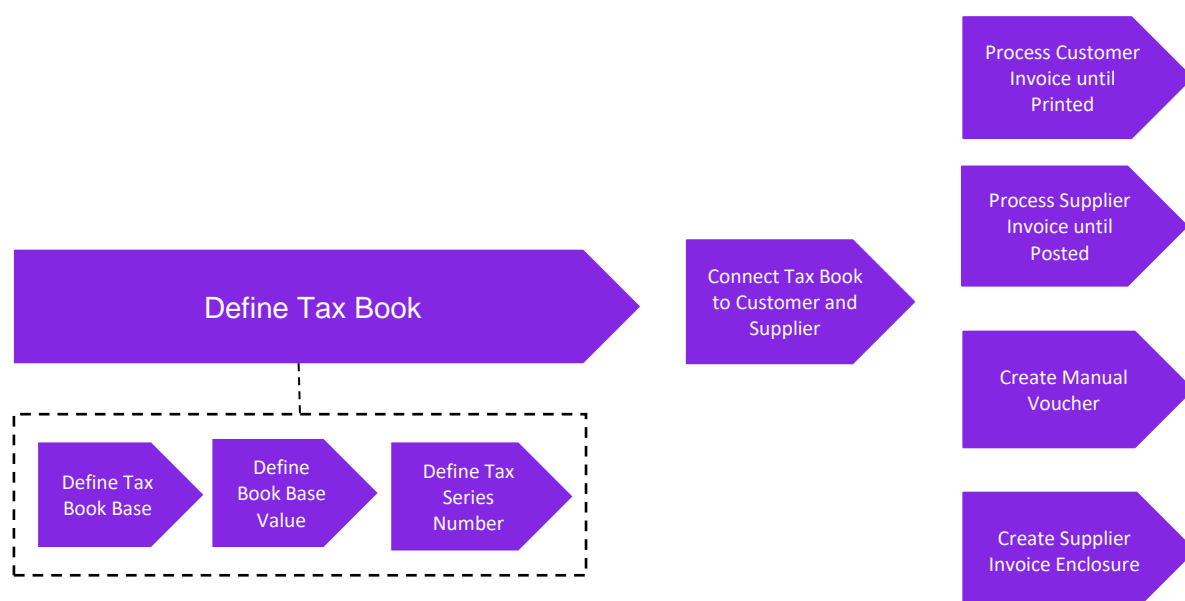 Define Tax Book
Define Tax
Book Base
Define
Book Base
Value
Define Tax
Series
Number
Connect Tax Book
to Customer and
Supplier
Process Customer
Invoice until
Printed
Process Supplier
Invoice until
Posted
Create Manual
Voucher
Create Supplier
Invoice Enclosure